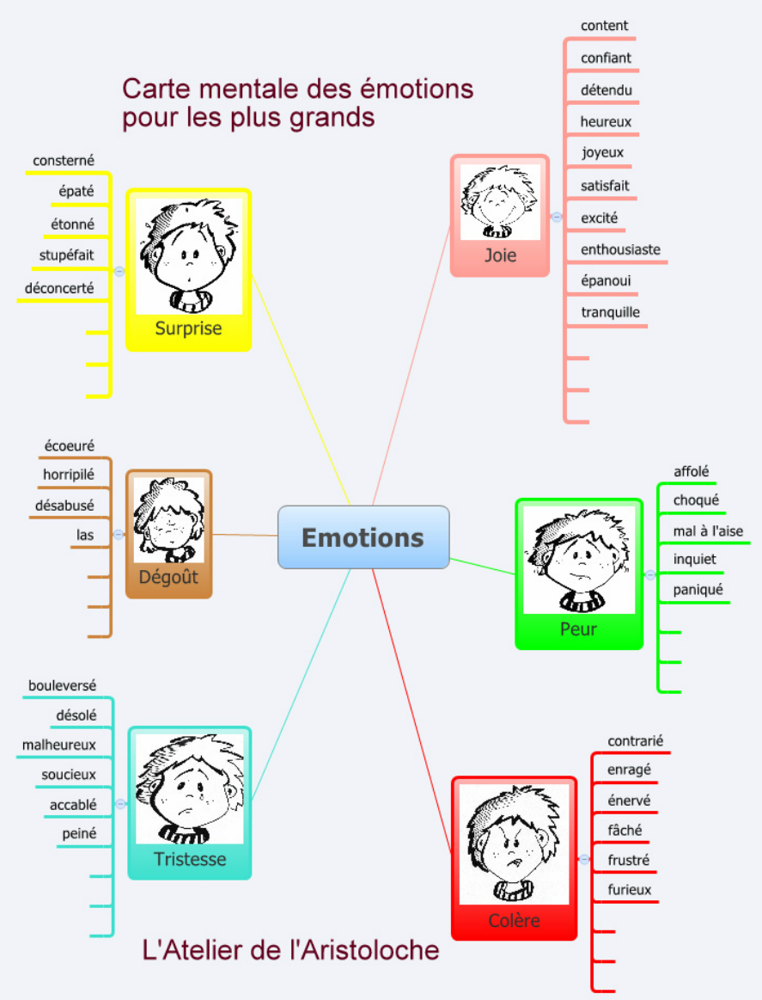 Carte mentale des émotions
pour les plus grands
consterné
épaté
étonné
stupéfait
déconcerté
Surprise
content
confiant
détendu
heureux
joyeux
satisfait
excité
enthousiaste
épanoui
tranquille
Joie
écoeuré
horripilé
désabusé
las
Dégoût
Emotions
affolé
choqué
mal à l'aise
inquiet
paniqué
Peur
bouleversé
désolé
malheureux
soucieux
accablé
peiné
Tristesse
contrarié
enragé
énervé
fâché
frustré
furieux
Colère
L'Atelier de l'Aristoloche